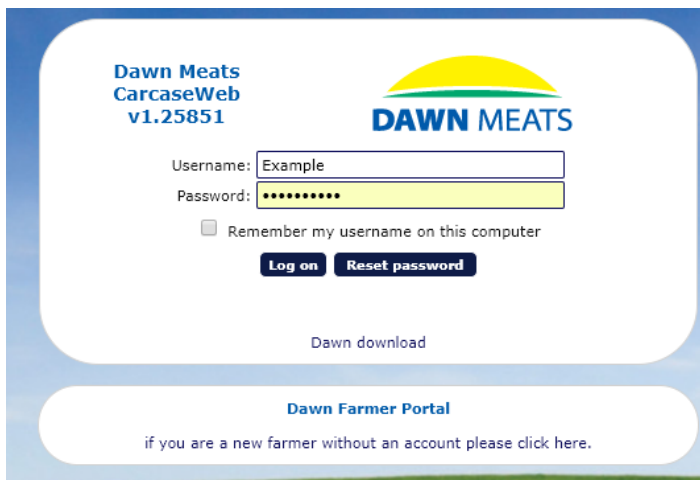 Dawn Meats
CarcaseWeb
v1.25851
DAWN MEATS
Username: Example
Password: ••••••••••
Remember my username on this computer
Log on Reset password
Dawn download
Dawn Farmer Portal
if you are a new farmer without an account please click here.